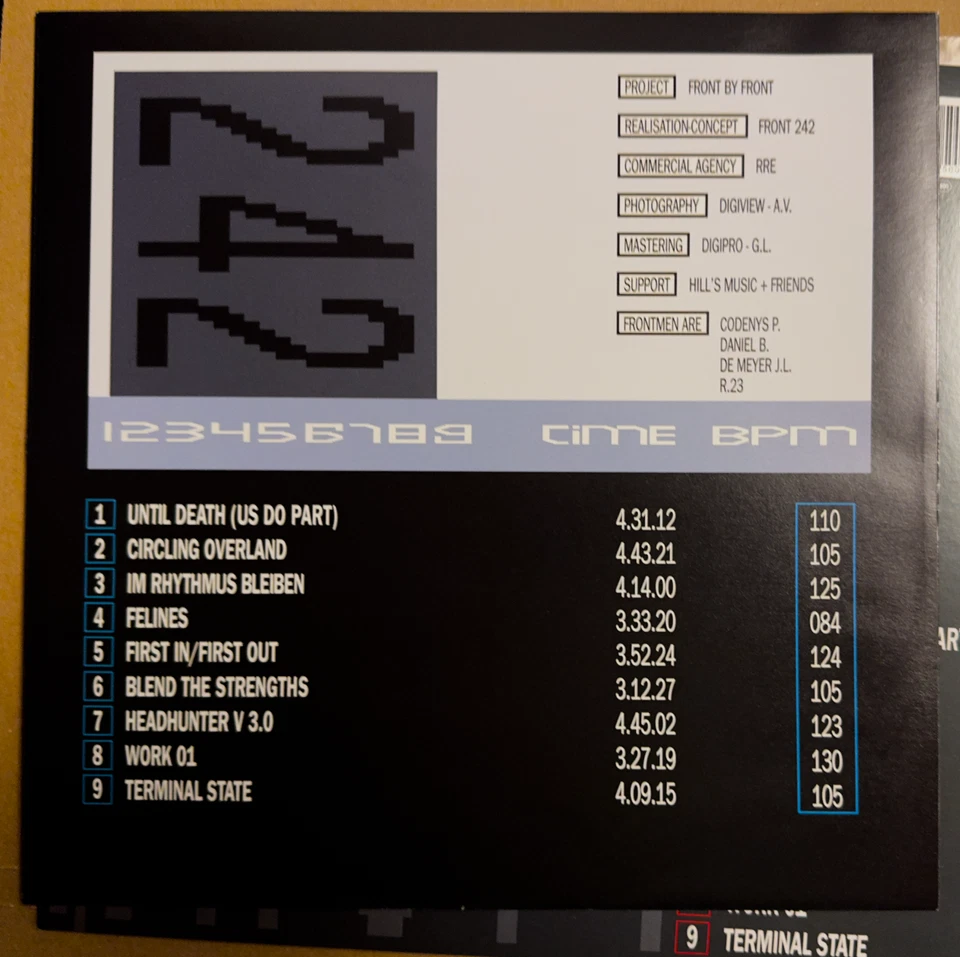 242
PROJECT FRONT BY FRONT
REALISATION-CONCEPT FRONT 242
COMMERCIAL AGENCY RRE
PHOTOGRAPHY DIGIVIEW - A.V.
MASTERING DIGIPRO - G.L.
SUPPORT HILL'S MUSIC + FRIENDS
FRONTMEN ARE CODENYS P.
DANIEL B.
DE MEYER J.L.
R.23
123456789 TIME BPM
1 UNTIL DEATH (US DO PART) 4.31.12 110
2 CIRCLING OVERLAND 4.43.21 105
3 IM RHYTHMUS BLEIBEN 4.14.00 125
4 FELINES 3.33.20 084
5 FIRST IN/FIRST OUT 3.52.24 124
6 BLEND THE STRENGTHS 3.12.27 105
7 HEADHUNTER V 3.0 4.45.02 123
8 WORK 01 3.27.19 130
9 TERMINAL STATE 4.09.15 105
9 TERMINAL STATE